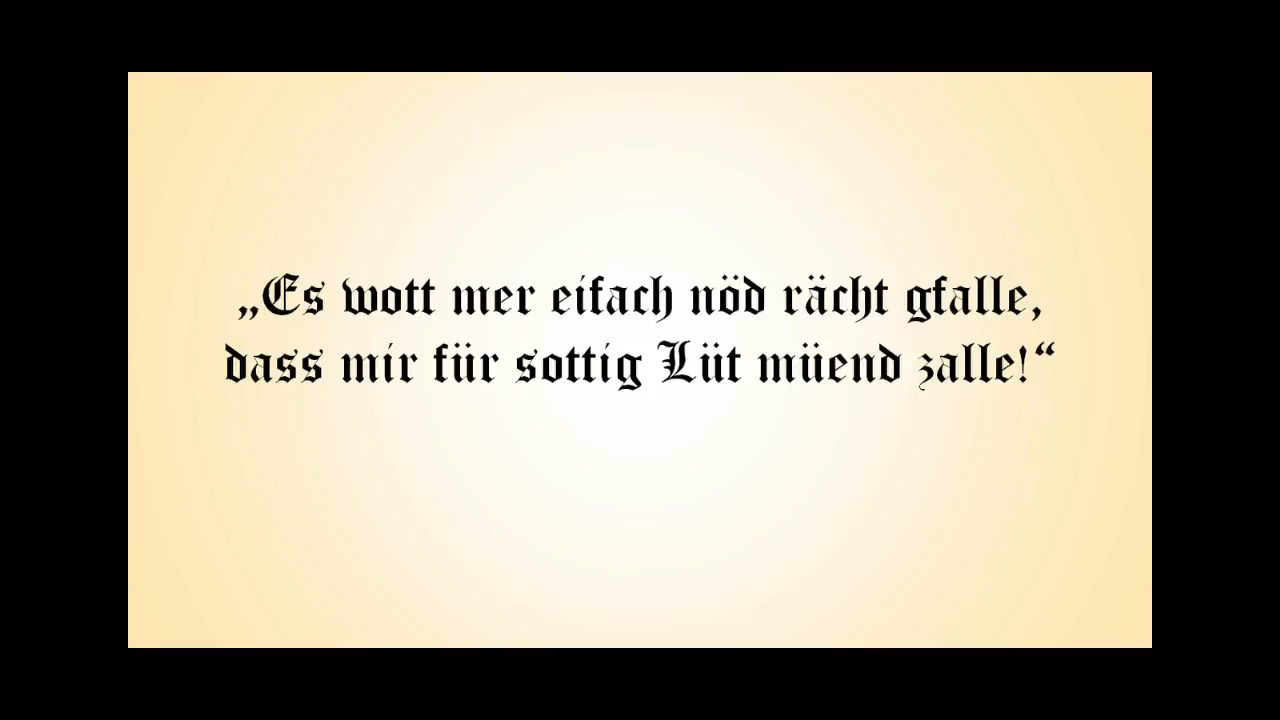 „Es wott mer eifach nöd rächt gfalle,
dass mir für sottig Lüt müend zalle!“